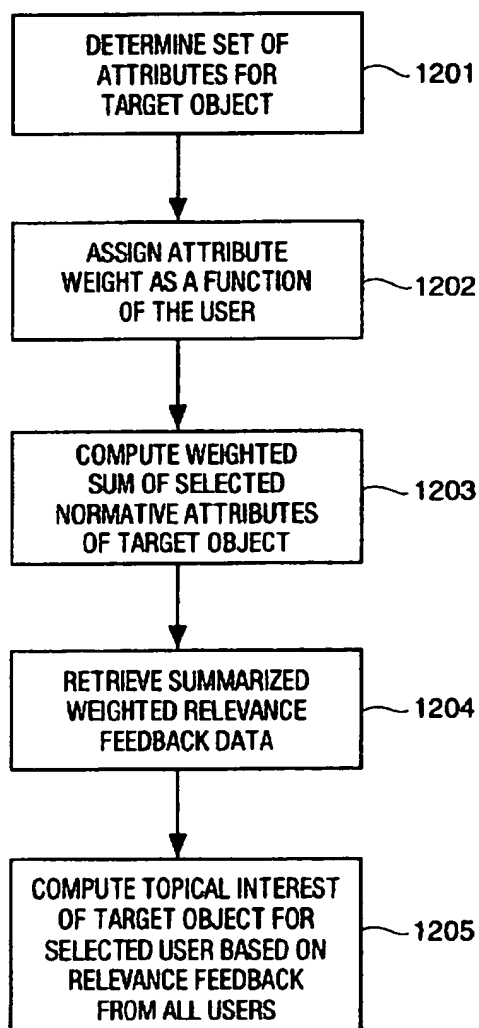 DETERMINE SET OF
ATTRIBUTES FOR
TARGET OBJECT
1201
ASSIGN ATTRIBUTE
WEIGHT AS A FUNCTION
OF THE USER
1202
COMPUTE WEIGHTED
SUM OF SELECTED
NORMATIVE ATTRIBUTES
OF TARGET OBJECT
1203
RETRIEVE SUMMARIZED
WEIGHTED RELEVANCE
FEEDBACK DATA
1204
COMPUTE TOPICAL INTEREST
OF TARGET OBJECT FOR
SELECTED USER BASED ON
RELEVANCE FEEDBACK
FROM ALL USERS
1205